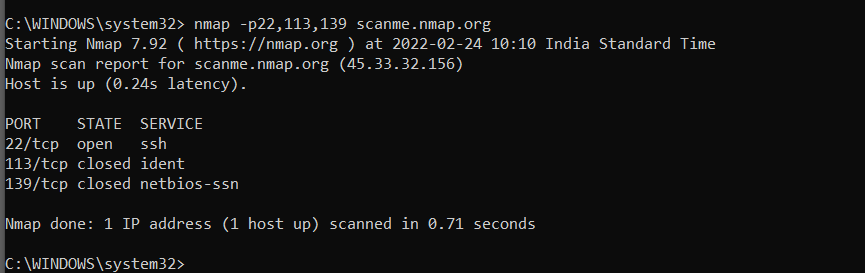 C:\WINDOWS\system32> nmap -p22,113,139 scanme.nmap.org
Starting Nmap 7.92 ( https://nmap.org ) at 2022-02-24 10:10 India Standard Time
Nmap scan report for scanme.nmap.org (45.33.32.156)
Host is up (0.24s latency).
PORT    STATE  SERVICE
22/tcp  open   ssh
113/tcp closed ident
139/tcp closed netbios-ssn
Nmap done: 1 IP address (1 host up) scanned in 0.71 seconds
C:\WINDOWS\system32>